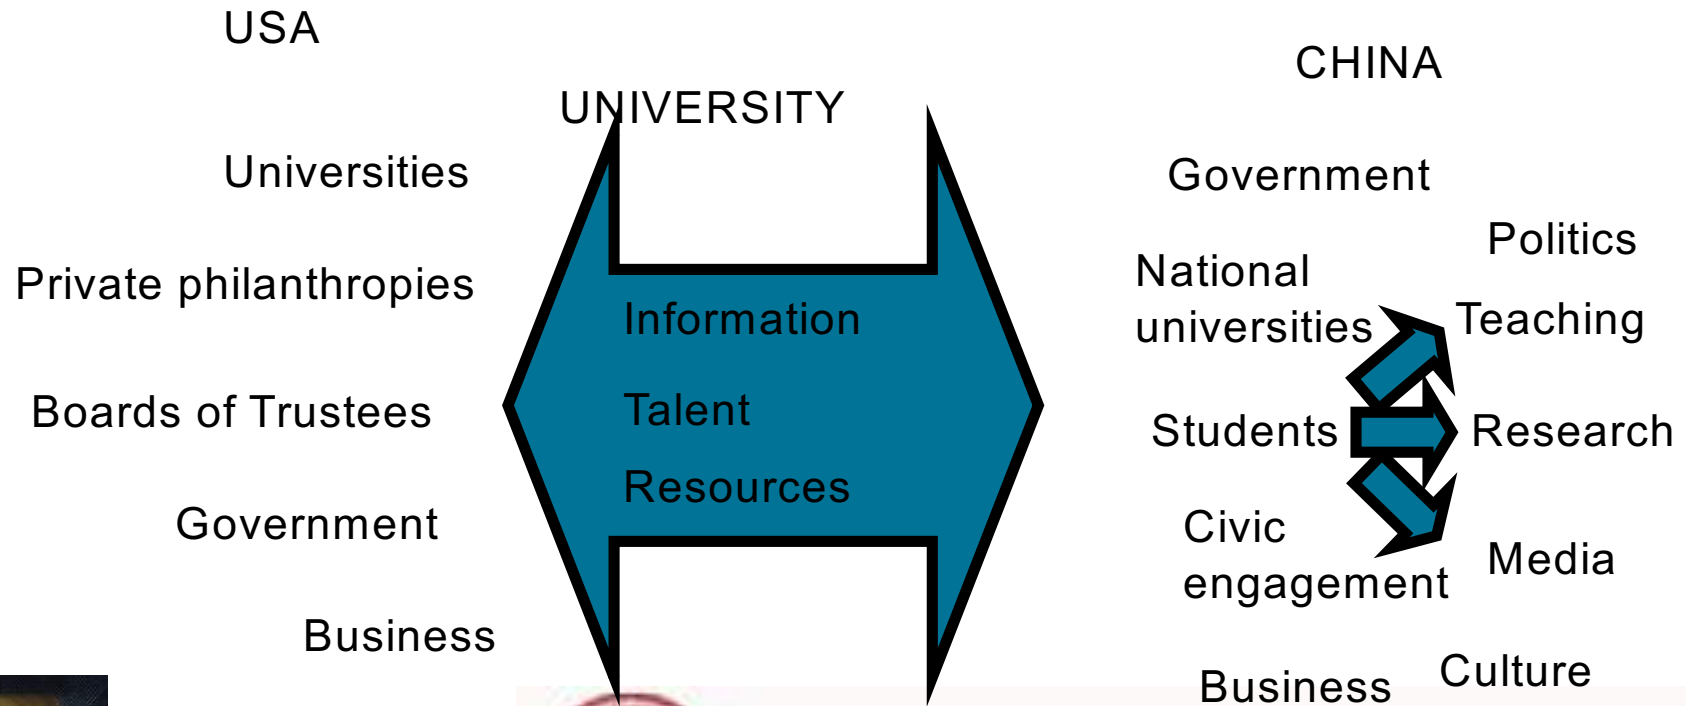 USA
CHINA
UNIVERSITY
Universities
Government
Private philanthropies
Politics
National
universities
Information
Teaching
Boards of Trustees
Talent
Students
Research
Resources
Government
Civic
engagement
Media
Business
Business
Culture